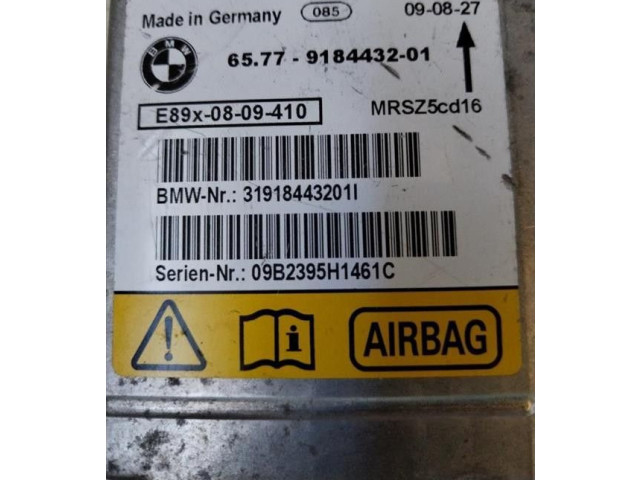 Made in Germany 085 09-08-27
BMW 65.77 - 9184432-01
E89x-08-09-410 MRSZ5cd16
BMW-Nr.: 31918443201I
Serien-Nr.: 09B2395H1461C
i AIRBAG